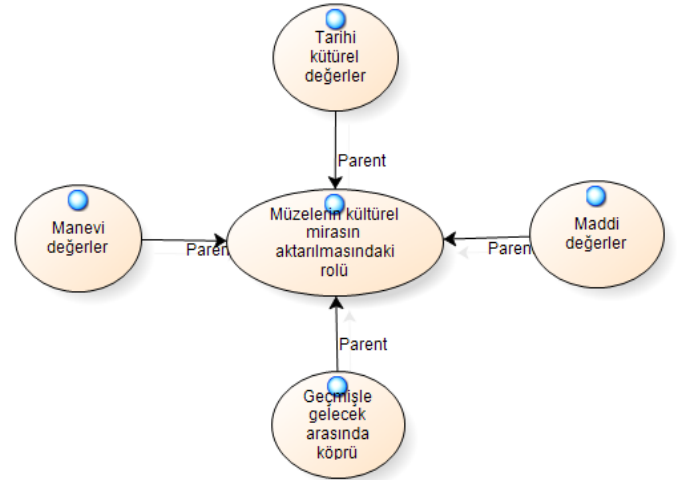 Tarihi
kütürel
değerler
Parent
Manevi
değerler
Parent
Müzelerin kültürel
mirasın
aktarılmasındaki
rolü
Parent
Maddi
değerler
Parent
Geçmişle
gelecek
arasında
köprü